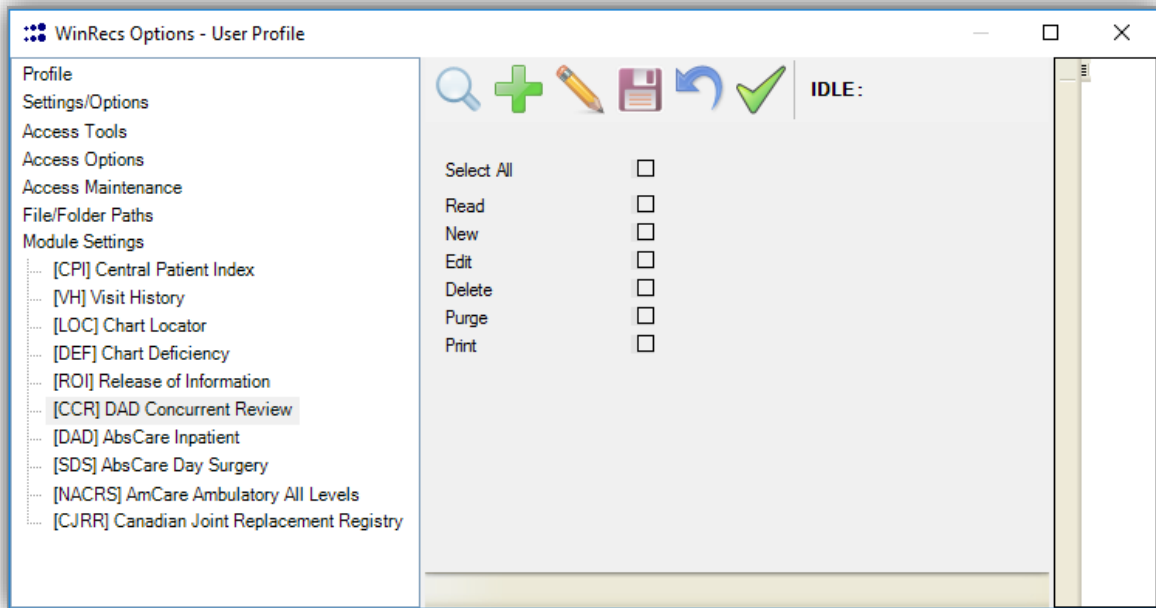 WinRecs Options - User Profile
Profile
Settings/Options
Access Tools
Access Options
Access Maintenance
File/Folder Paths
Module Settings
[CPI] Central Patient Index
[VH] Visit History
[LOC] Chart Locator
[DEF] Chart Deficiency
[ROI] Release of Information
[CCR] DAD Concurrent Review
[DAD] AbsCare Inpatient
[SDS] AbsCare Day Surgery
[NACRS] AmCare Ambulatory All Levels
[CJRR] Canadian Joint Replacement Registry
IDLE:
Select All
Read
New
Edit
Delete
Purge
Print